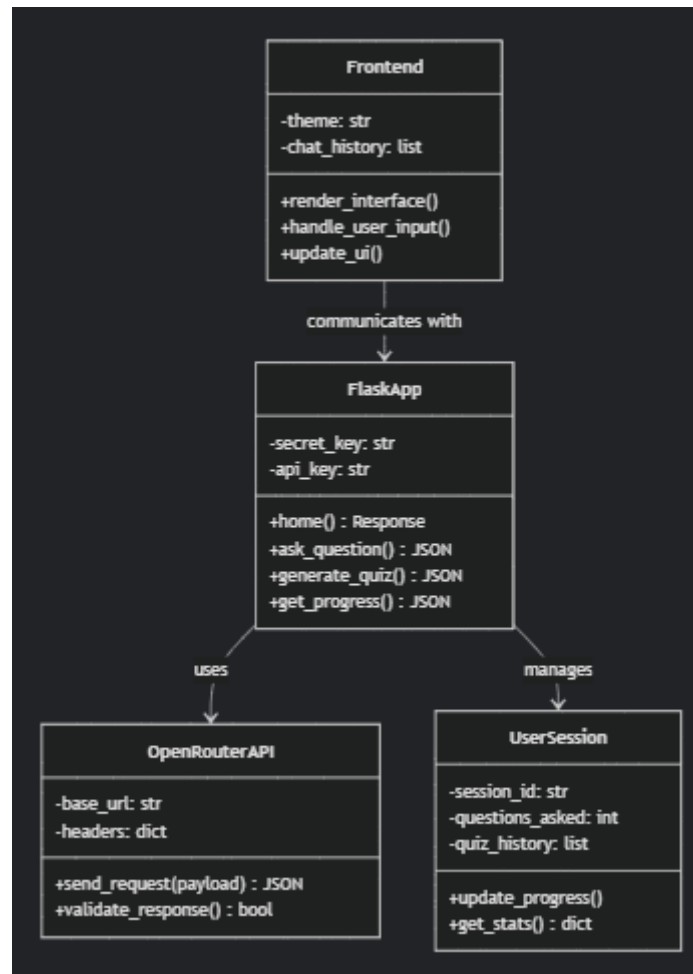 Frontend
-theme: str
-chat_history: list
+render_interface()
+handle_user_input()
+update_ui()
communicates with
FlaskApp
-secret_key: str
-api_key: str
+home() : Response
+ask_question() : JSON
+generate_quiz() : JSON
+get_progress() : JSON
uses
manages
OpenRouterAPI
-base_url: str
-headers: dict
+send_request(payload) : JSON
+validate_response() : bool
UserSession
-session_id: str
-questions_asked: int
-quiz_history: list
+update_progress()
+get_stats() : dict